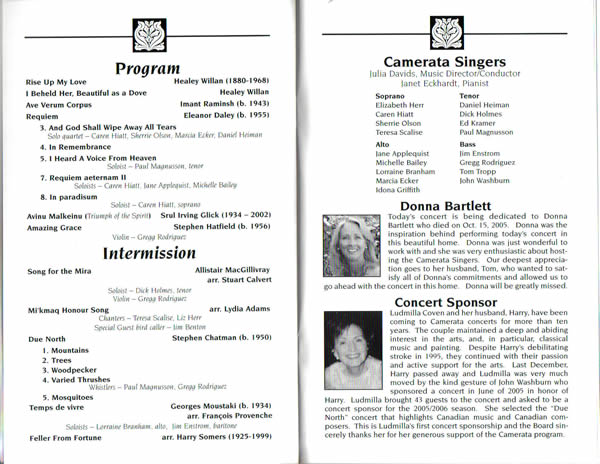 Program
Rise Up My Love Healey Willan (1880-1968)
I Beheld Her, Beautiful as a Dove Healey Willan
Ave Verum Corpus Imant Raminsh (b. 1943)
Requiem Eleanor Daley (b. 1955)
3. And God Shall Wipe Away All Tears
Solo quartet – Caren Hiatt, Sherrie Olson, Marcia Ecker, Daniel Heiman
4. In Remembrance
5. I Heard A Voice From Heaven
Soloist – Paul Magnusson, tenor
7. Requiem aeternam II
Soloists – Caren Hiatt, Jane Applequist, Michelle Bailey
8. In paradisum
Soloist – Caren Hiatt, soprano
Avinu Malkeinu (Triumph of the Spirit) Srul Irving Glick (1934 – 2002)
Amazing Grace Stephen Hatfield (b. 1956)
Violin – Gregg Rodriguez
Intermission
Song for the Mira Allistair MacGillivray
arr. Stuart Calvert
Soloist – Dick Holmes, tenor
Violin – Gregg Rodriguez
Mi'kmaq Honour Song arr. Lydia Adams
Chanters – Teresa Scalise, Liz Herr
Special Guest bird caller – Jim Benton
Due North Stephen Chatman (b. 1950)
1. Mountains
2. Trees
3. Woodpecker
4. Varied Thrushes
Whistlers – Paul Magnusson, Gregg Rodriguez
5. Mosquitoes
Temps de vivre Georges Moustaki (b. 1934)
arr. François Provenche
Soloists – Lorraine Branham, alto, Jim Enstrom, baritone
Feller From Fortune arr. Harry Somers (1925-1999)
Camerata Singers
Julia Davids, Music Director/Conductor
Janet Eckhardt, Pianist
Soprano
Elizabeth Herr
Caren Hiatt
Sherrie Olson
Teresa Scalise
Tenor
Daniel Heiman
Dick Holmes
Ed Kramer
Paul Magnusson
Alto
Jane Applequist
Michelle Bailey
Lorraine Branham
Marcia Ecker
Idona Griffith
Bass
Jim Enstrom
Gregg Rodriguez
Tom Tropp
John Washburn
Donna Bartlett
Today's concert is being dedicated to Donna
Bartlett who died on Oct. 15, 2005. Donna was the
inspiration behind performing today's concert in
this beautiful home. Donna was just wonderful to
work with and she was very enthusiastic about host-
ing the Camerata Singers. Our deepest apprecia-
tion goes to her husband, Tom, who wanted to sat-
isfy all of Donna's commitments and allowed us to
go ahead with the concert in this home. Donna will be greatly missed.
Concert Sponsor
Ludmilla Coven and her husband, Harry, have been
coming to Camerata concerts for more than ten
years. The couple maintained a deep and abiding
interest in the arts, and, in particular, classical
music and painting. Despite Harry's debilitating
stroke in 1995, they continued with their passion
and active support for the arts. Last December,
Harry passed away and Ludmilla was very much
moved by the kind gesture of John Washburn who
sponsored a concert in June of 2005 in honor of
Harry. Ludmilla brought 43 guests to the concert and asked to be a
concert sponsor for the 2005/2006 season. She selected the "Due
North" concert that highlights Canadian music and Canadian com-
posers. This is Ludmilla's first concert sponsorship and the Board sin-
cerely thanks her for her generous support of the Camerata program.